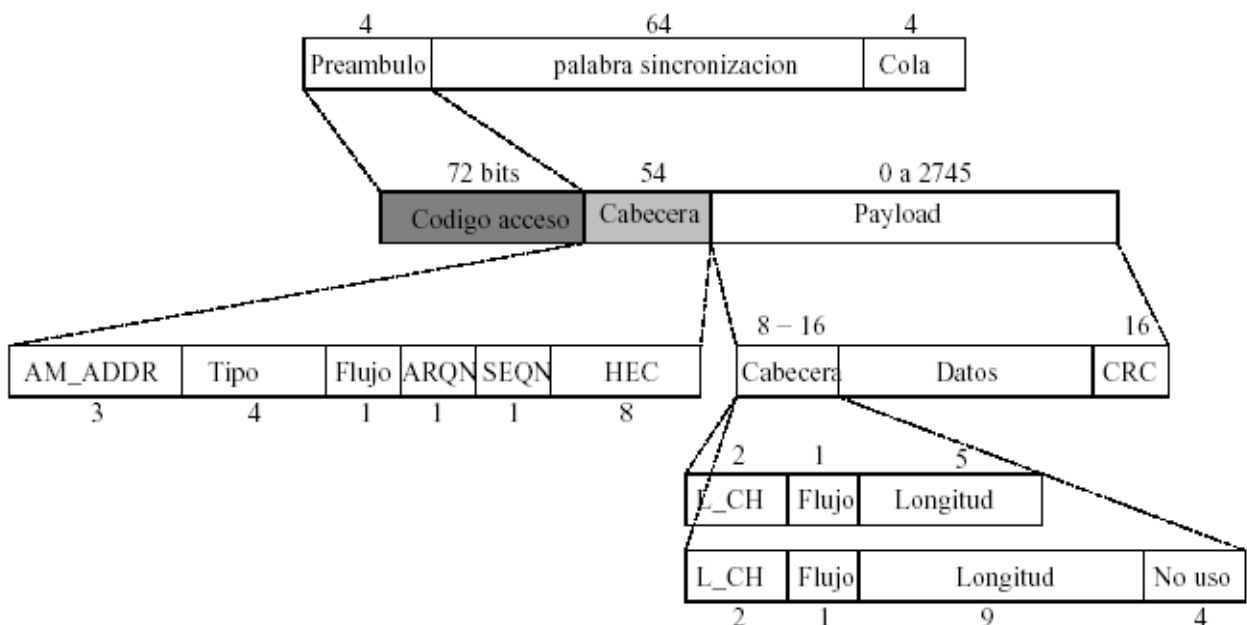 4 64 4
Preambulo palabra sincronizacion Cola
72 bits 54 0 a 2745
Codigo acceso Cabecera Payload
8 – 16 16
AM_ADDR Tipo Flujo ARQN SEQN HEC Cabecera Datos CRC
3 4 1 1 1 8
2 1 5
L_CH Flujo Longitud
L_CH Flujo Longitud No uso
2 1 9 4